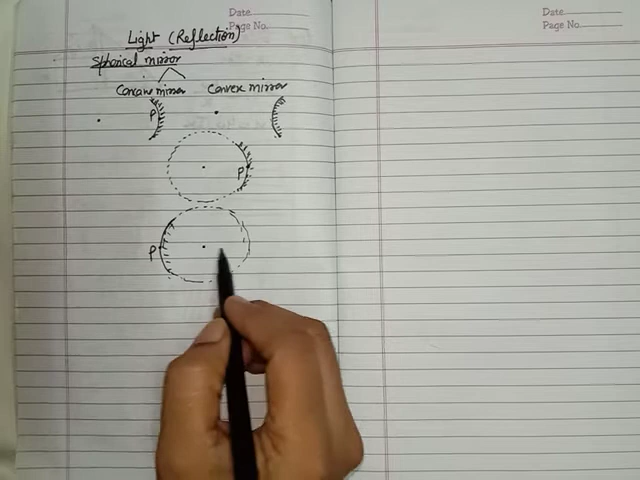 Date
Page No.
Date
Page No.
Light (Reflection)
Spherical mirror
Concave mirror Convex mirror
P
P
P